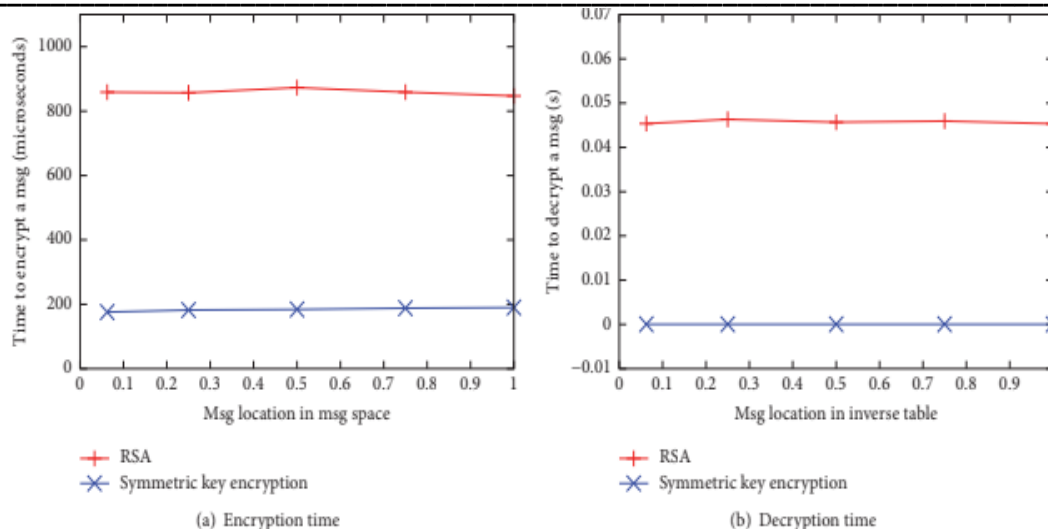 Time to encrypt a msg (microseconds)
1000
800
600
400
200
0
0 0.1 0.2 0.3 0.4 0.5 0.6 0.7 0.8 0.9 1
Msg location in msg space
RSA
Symmetric key encryption
(a) Encryption time
Time to decrypt a msg (s)
0.07
0.06
0.05
0.04
0.03
0.02
0.01
0
−0.01
0 0.1 0.2 0.3 0.4 0.5 0.6 0.7 0.8 0.9
Msg location in inverse table
RSA
Symmetric key encryption
(b) Decryption time